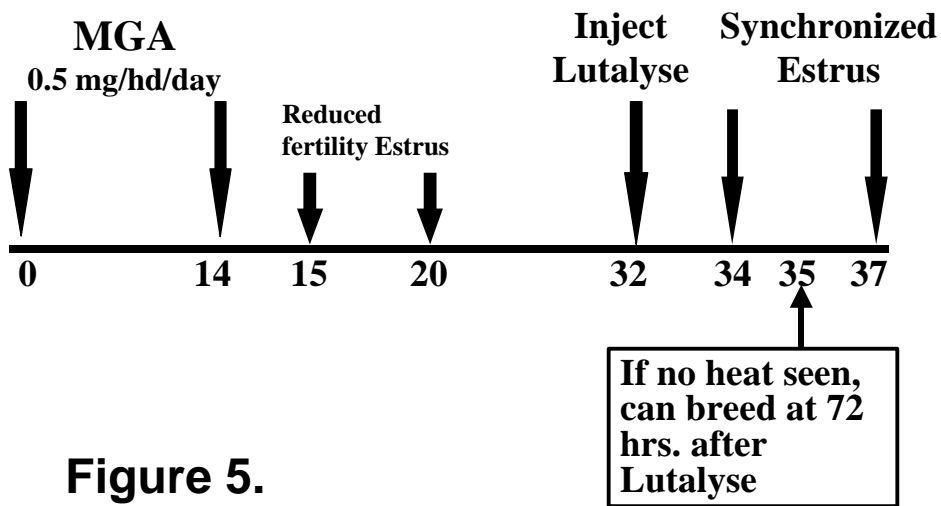 MGA
0.5 mg/hd/day
Reduced
fertility Estrus
Inject
Lutalyse
Synchronized
Estrus
0 14 15 20 32 34 35 37
If no heat seen,
can breed at 72
hrs. after
Lutalyse
Figure 5.